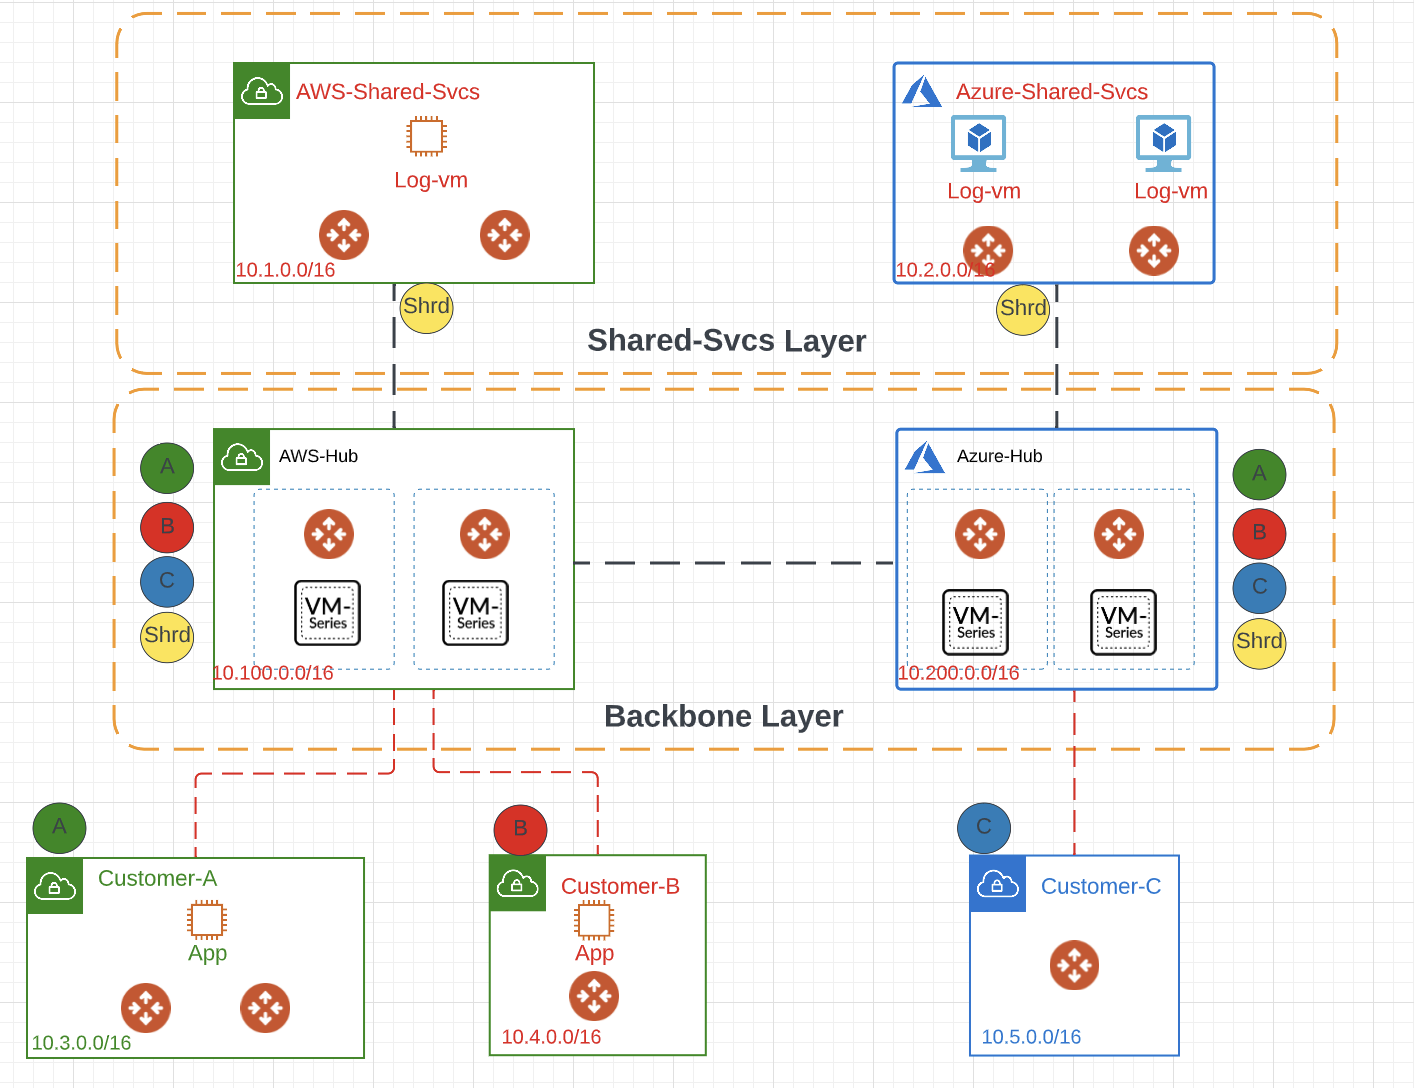 AWS-Shared-Svcs
Log-vm
10.1.0.0/16
Shrd
Azure-Shared-Svcs
Log-vm
Log-vm
10.2.0.0/16
Shrd
Shared-Svcs Layer
A
B
C
Shrd
AWS-Hub
VM-
Series
VM-
Series
10.100.0.0/16
Azure-Hub
VM-
Series
VM-
Series
10.200.0.0/16
A
B
C
Shrd
Backbone Layer
A
Customer-A
App
10.3.0.0/16
B
Customer-B
App
10.4.0.0/16
C
Customer-C
10.5.0.0/16